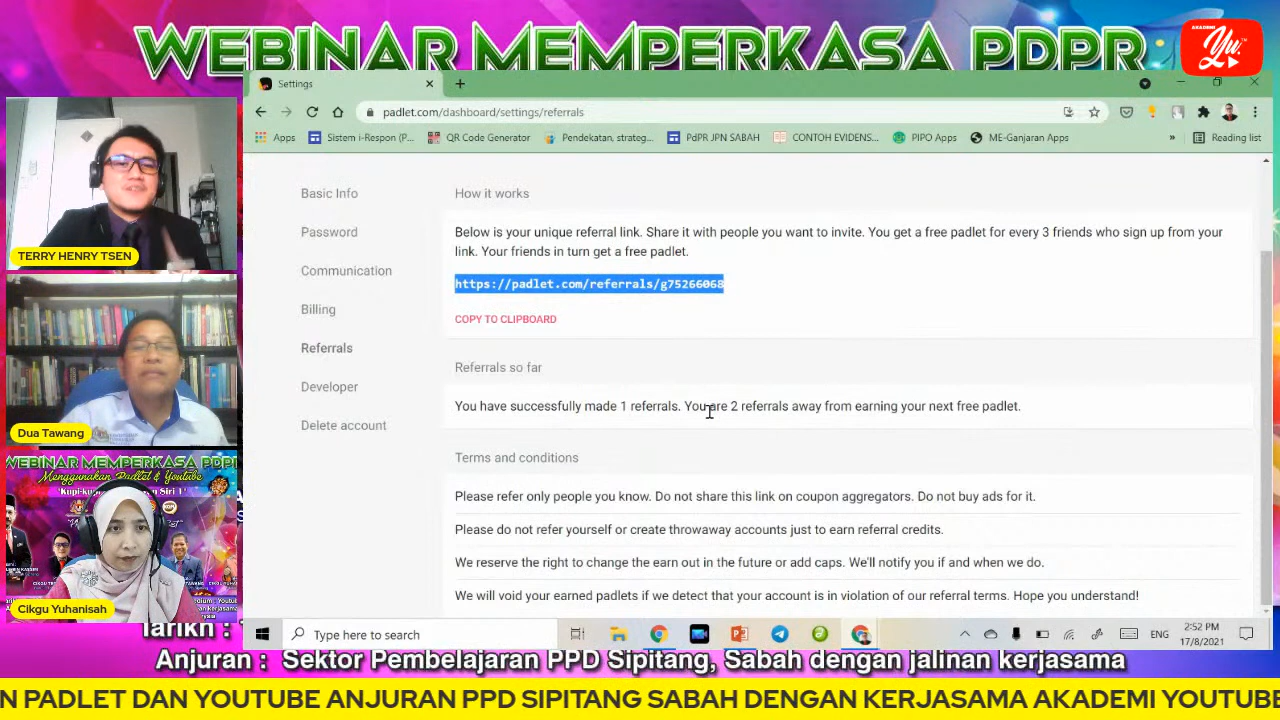 WEBINAR MEMPERKASA PDPR
AKADEMI
Yu
Settings
padlet.com/dashboard/settings/referrals
Apps
Sistem i-Respon (P...
QR Code Generator
Pendekatan, strateg...
PdPR JPN SABAH
CONTOH EVIDENS...
PIPO Apps
ME-Ganjaran Apps
»
Reading list
TERRY HENRY TSEN
Dua Tawang
WEBINAR MEMPERKASA PDPR
Menggunakan Padlet & Youtube
Cikgu Yuhanisah
Basic Info
Password
Communication
Billing
Referrals
Developer
Delete account
How it works
Below is your unique referral link. Share it with people you want to invite. You get a free padlet for every 3 friends who sign up from your
link. Your friends in turn get a free padlet.
https://padlet.com/referrals/g75266068
COPY TO CLIPBOARD
Referrals so far
You have successfully made 1 referrals. You are 2 referrals away from earning your next free padlet.
Terms and conditions
Please refer only people you know. Do not share this link on coupon aggregators. Do not buy ads for it.
Please do not refer yourself or create throwaway accounts just to earn referral credits.
We reserve the right to change the earn out in the future or add caps. We'll notify you if and when we do.
We will void your earned padlets if we detect that your account is in violation of our referral terms. Hope you understand!
Type here to search
ENG
2:52 PM
17/8/2021
Tarikh :
Anjuran : Sektor Pembelajaran PPD Sipitang, Sabah dengan jalinan kerjasama
N PADLET DAN YOUTUBE ANJURAN PPD SIPITANG SABAH DENGAN KERJASAMA AKADEMI YOUTUBE